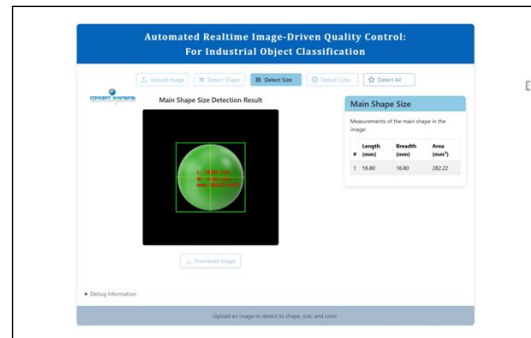 Automated Realtime Image-Driven Quality Control:
For Industrial Object Classification
Upload Image
Detect Shape
Detect Size
Detect Color
Detect All
CONCEPT SYSTEMS
Main Shape Size Detection Result
Main Shape Size
Measurements of the main shape in the
image:
# Length (mm) Breadth (mm) Area (mm²)
1 16.80 16.80 282.22
Download Image
Debug Information
Upload an image to detect its shape, size, and color.